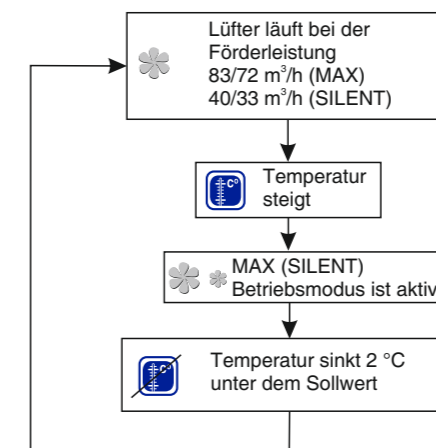 Lüfter läuft bei der
Förderleistung
83/72 m³/h (MAX)
40/33 m³/h (SILENT)
C°
Temperatur
steigt
MAX (SILENT)
Betriebsmodus ist aktiv
C°
Temperatur sinkt 2 °C
unter dem Sollwert